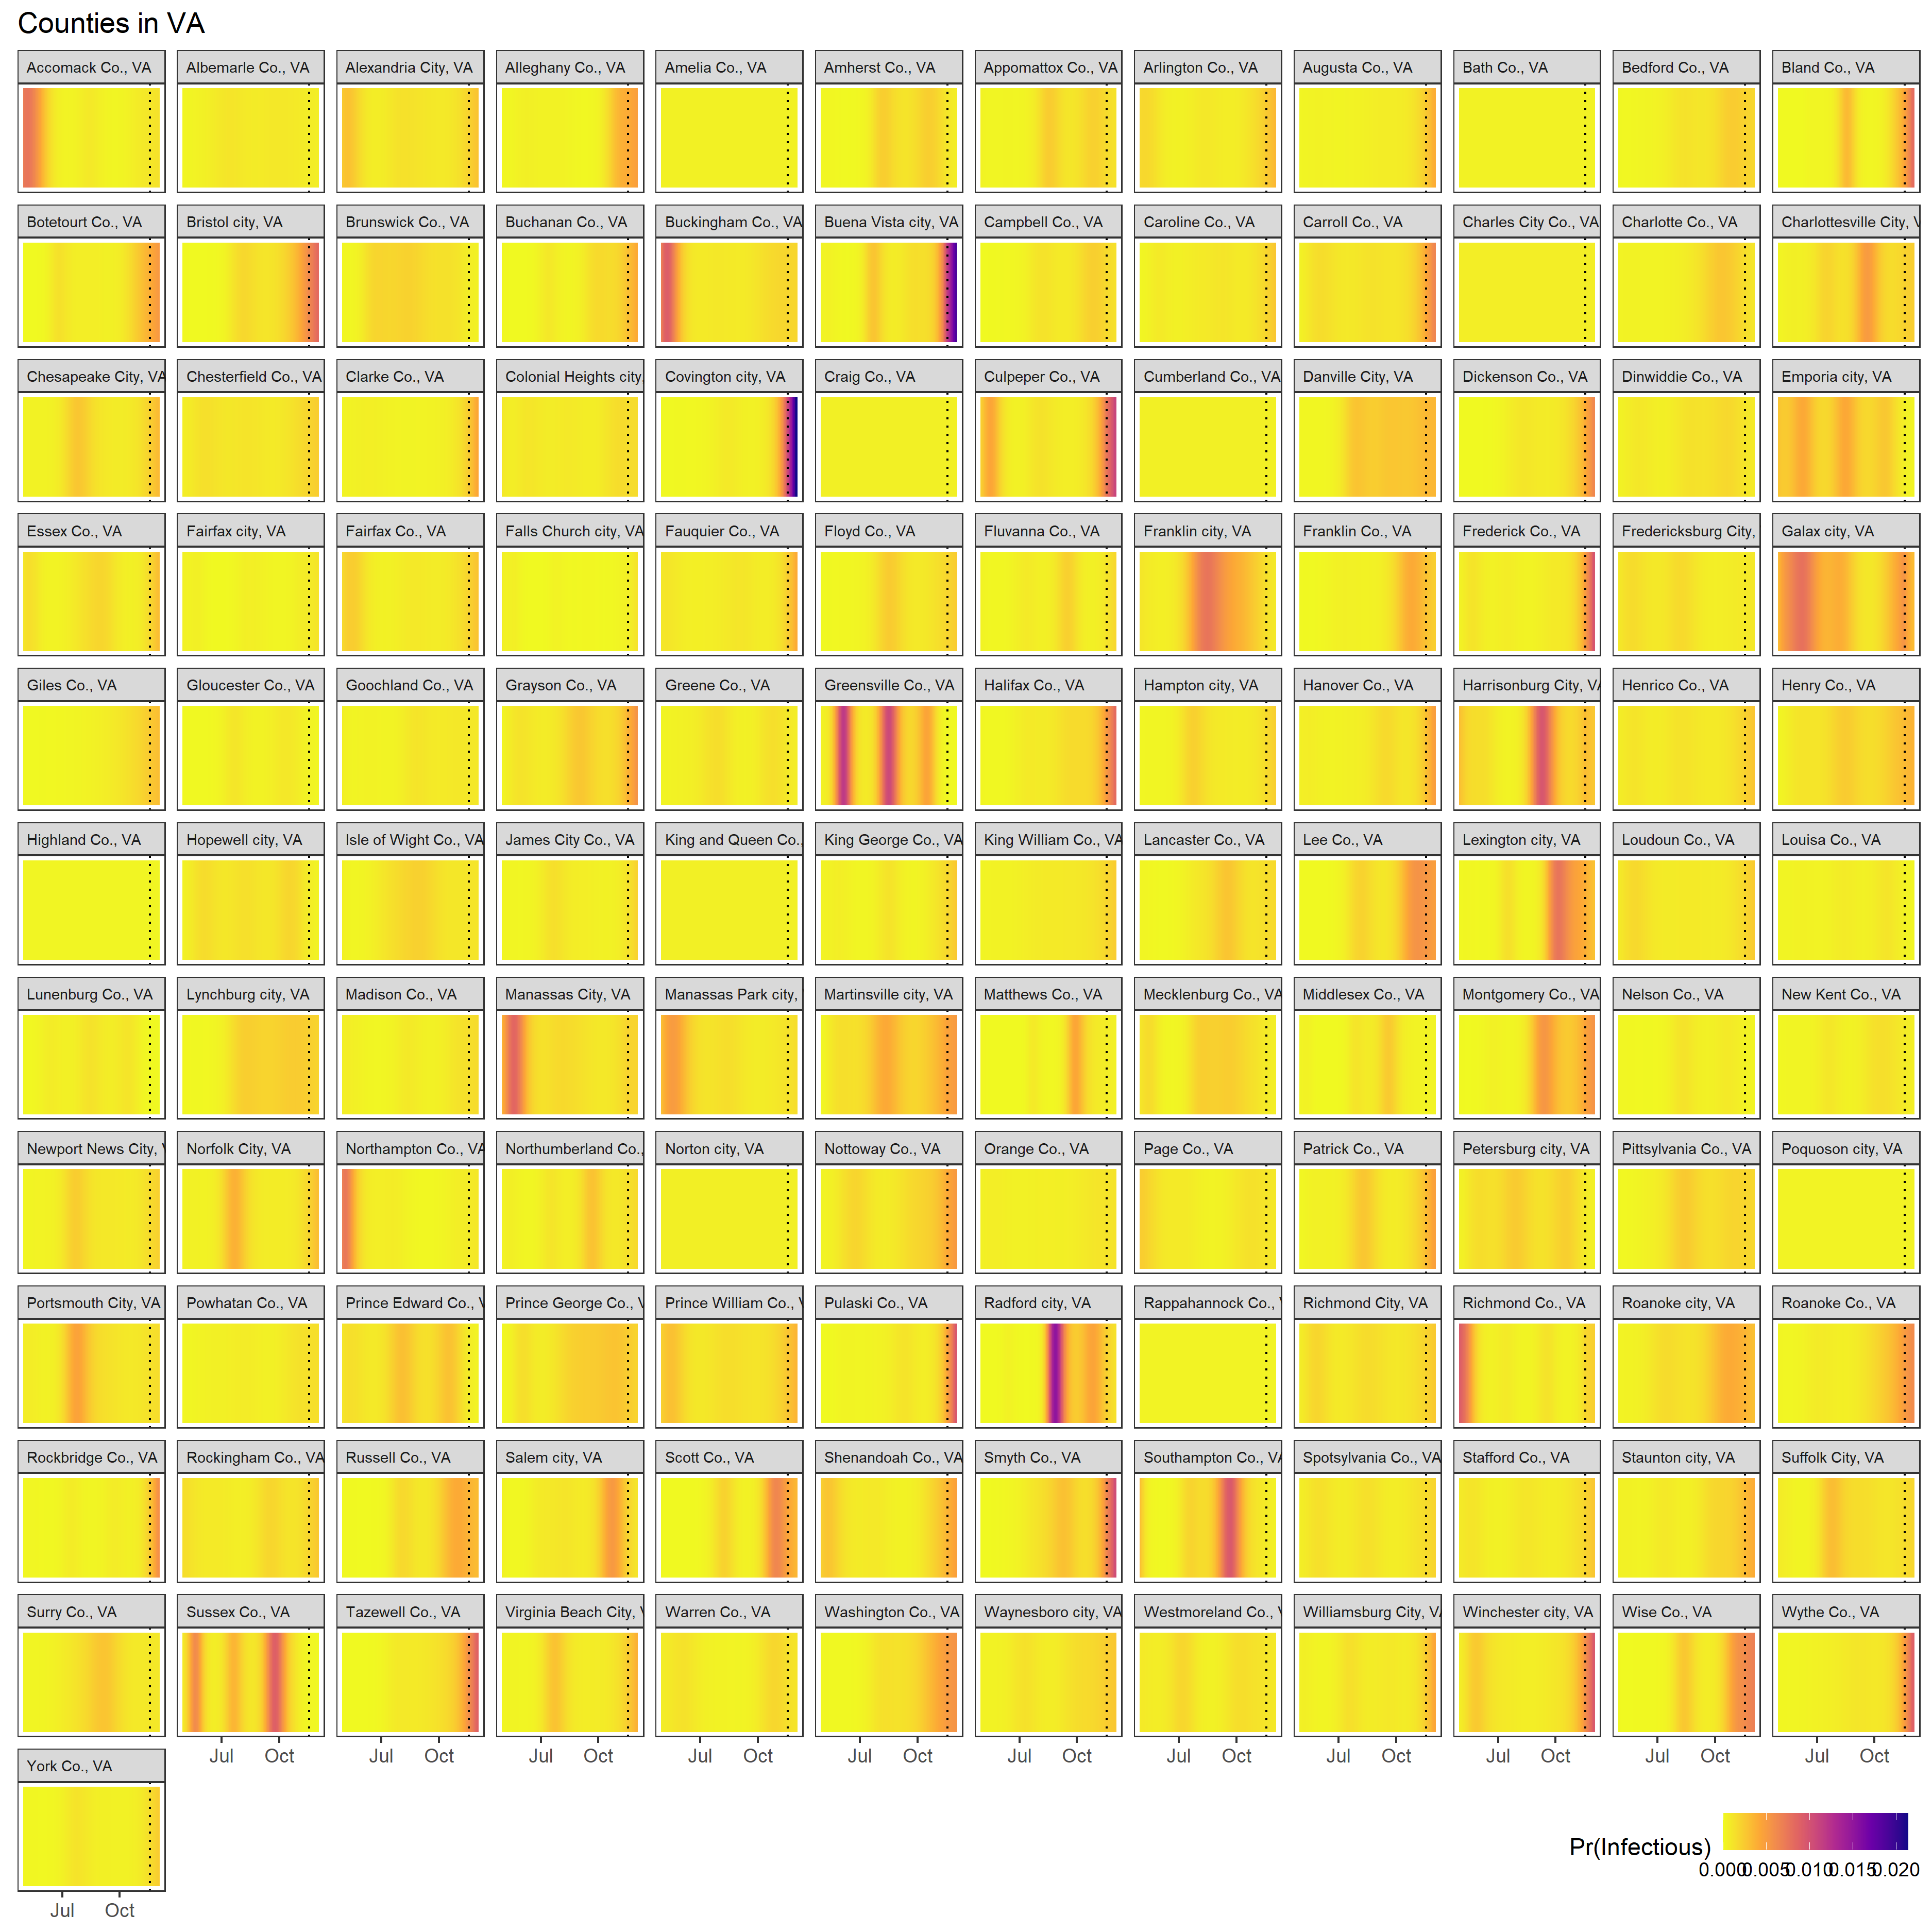 Counties in VA
Accomack Co., VA Albemarle Co., VA Alexandria City, VA Alleghany Co., VA Amelia Co., VA Amherst Co., VA Appomattox Co., VA Arlington Co., VA Augusta Co., VA Bath Co., VA Bedford Co., VA Bland Co., VA
Botetourt Co., VA Bristol city, VA Brunswick Co., VA Buchanan Co., VA Buckingham Co., VA Buena Vista city, VA Campbell Co., VA Caroline Co., VA Carroll Co., VA Charles City Co., VA Charlotte Co., VA Charlottesville City, V
Chesapeake City, VA Chesterfield Co., VA Clarke Co., VA Colonial Heights city, Covington city, VA Craig Co., VA Culpeper Co., VA Cumberland Co., VA Danville City, VA Dickenson Co., VA Dinwiddie Co., VA Emporia city, VA
Essex Co., VA Fairfax city, VA Fairfax Co., VA Falls Church city, VA Fauquier Co., VA Floyd Co., VA Fluvanna Co., VA Franklin city, VA Franklin Co., VA Frederick Co., VA Fredericksburg City, Galax city, VA
Giles Co., VA Gloucester Co., VA Goochland Co., VA Grayson Co., VA Greene Co., VA Greensville Co., VA Halifax Co., VA Hampton city, VA Hanover Co., VA Harrisonburg City, VA Henrico Co., VA Henry Co., VA
Highland Co., VA Hopewell city, VA Isle of Wight Co., VA James City Co., VA King and Queen Co., King George Co., VA King William Co., VA Lancaster Co., VA Lee Co., VA Lexington city, VA Loudoun Co., VA Louisa Co., VA
Lunenburg Co., VA Lynchburg city, VA Madison Co., VA Manassas City, VA Manassas Park city, Martinsville city, VA Matthews Co., VA Mecklenburg Co., VA Middlesex Co., VA Montgomery Co., VA Nelson Co., VA New Kent Co., VA
Newport News City, V Norfolk City, VA Northampton Co., VA Northumberland Co., Norton city, VA Nottoway Co., VA Orange Co., VA Page Co., VA Patrick Co., VA Petersburg city, VA Pittsylvania Co., VA Poquoson city, VA
Portsmouth City, VA Powhatan Co., VA Prince Edward Co., V Prince George Co., V Prince William Co., V Pulaski Co., VA Radford city, VA Rappahannock Co., V Richmond City, VA Richmond Co., VA Roanoke city, VA Roanoke Co., VA
Rockbridge Co., VA Rockingham Co., VA Russell Co., VA Salem city, VA Scott Co., VA Shenandoah Co., VA Smyth Co., VA Southampton Co., VA Spotsylvania Co., VA Stafford Co., VA Staunton city, VA Suffolk City, VA
Surry Co., VA Sussex Co., VA Tazewell Co., VA Virginia Beach City, V Warren Co., VA Washington Co., VA Waynesboro city, VA Westmoreland Co., V Williamsburg City, VA Winchester city, VA Wise Co., VA Wythe Co., VA
Jul Oct Jul Oct Jul Oct Jul Oct Jul Oct Jul Oct Jul Oct Jul Oct Jul Oct Jul Oct Jul Oct
York Co., VA
Jul Oct
Pr(Infectious)
0.000 0.005 0.010 0.015 0.020